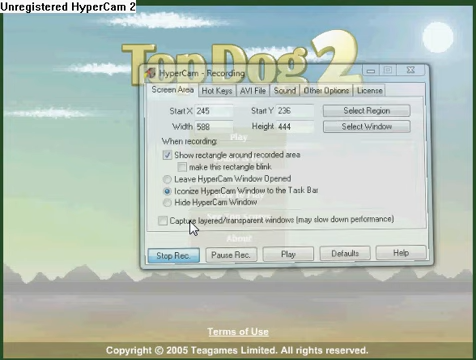 Unregistered HyperCam 2
Top Dog 2
HyperCam - Recording
Screen Area Hot Keys AVI File Sound Other Options License
Start X 245 Start Y 236 Select Region
Width 588 Height 444 Select Window
Play
When recording:
Show rectangle around recorded area
make this rectangle blink
Leave HyperCam Window Opened
Iconize HyperCam Window to the Task Bar
Hide HyperCam Window
Capture layered/transparent windows (may slow down performance)
About
Stop Rec. Pause Rec. Play Defaults Help
Terms of Use
Copyright © 2005 Teagames Limited. All rights reserved.